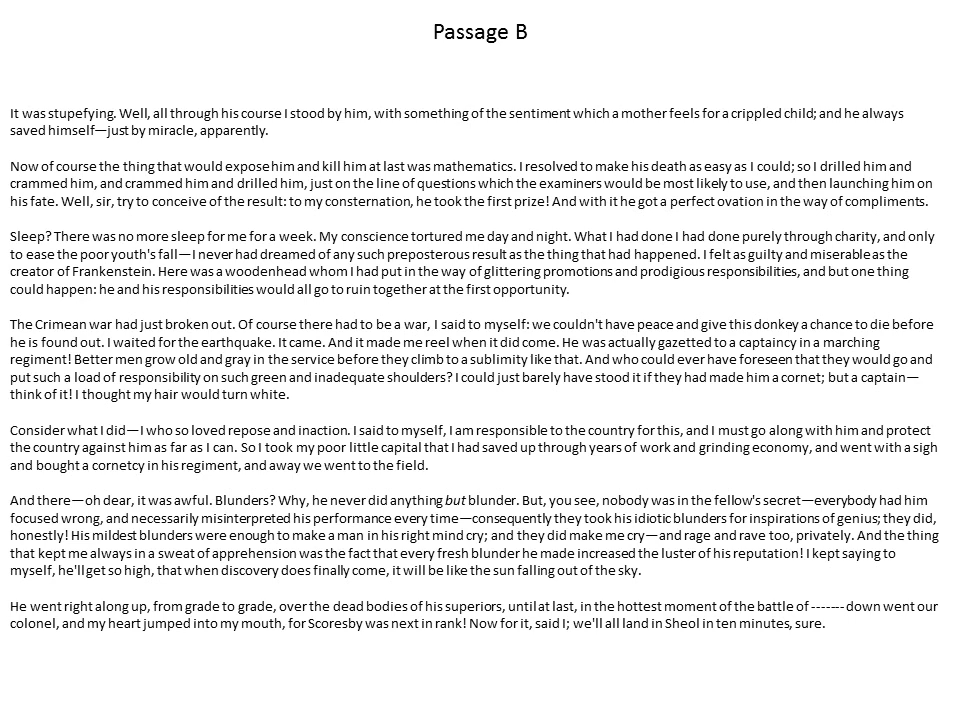 Passage B
It was stupefying. Well, all through his course I stood by him, with something of the sentiment which a mother feels for a crippled child; and he always
saved himself—just by miracle, apparently.
Now of course the thing that would expose him and kill him at last was mathematics. I resolved to make his death as easy as I could; so I drilled him and
crammed him, and crammed him and drilled him, just on the line of questions which the examiners would be most likely to use, and then launching him on
his fate. Well, sir, try to conceive of the result: to my consternation, he took the first prize! And with it he got a perfect ovation in the way of compliments.
Sleep? There was no more sleep for me for a week. My conscience tortured me day and night. What I had done I had done purely through charity, and only
to ease the poor youth's fall—I never had dreamed of any such preposterous result as the thing that had happened. I felt as guilty and miserable as the
creator of Frankenstein. Here was a woodenhead whom I had put in the way of glittering promotions and prodigious responsibilities, and but one thing
could happen: he and his responsibilities would all go to ruin together at the first opportunity.
The Crimean war had just broken out. Of course there had to be a war, I said to myself: we couldn't have peace and give this donkey a chance to die before
he is found out. I waited for the earthquake. It came. And it made me reel when it did come. He was actually gazetted to a captaincy in a marching
regiment! Better men grow old and gray in the service before they climb to a sublimity like that. And who could ever have foreseen that they would go and
put such a load of responsibility on such green and inadequate shoulders? I could just barely have stood it if they had made him a cornet; but a captain—
think of it! I thought my hair would turn white.
Consider what I did—I who so loved repose and inaction. I said to myself, I am responsible to the country for this, and I must go along with him and protect
the country against him as far as I can. So I took my poor little capital that I had saved up through years of work and grinding economy, and went with a sigh
and bought a cornetcy in his regiment, and away we went to the field.
And there—oh dear, it was awful. Blunders? Why, he never did anything but blunder. But, you see, nobody was in the fellow's secret—everybody had him
focused wrong, and necessarily misinterpreted his performance every time—consequently they took his idiotic blunders for inspirations of genius; they did,
honestly! His mildest blunders were enough to make a man in his right mind cry; and they did make me cry—and rage and rave too, privately. And the thing
that kept me always in a sweat of apprehension was the fact that every fresh blunder he made increased the luster of his reputation! I kept saying to
myself, he'll get so high, that when discovery does finally come, it will be like the sun falling out of the sky.
He went right along up, from grade to grade, over the dead bodies of his superiors, until at last, in the hottest moment of the battle of ------- down went our
colonel, and my heart jumped into my mouth, for Scoresby was next in rank! Now for it, said I; we'll all land in Sheol in ten minutes, sure.